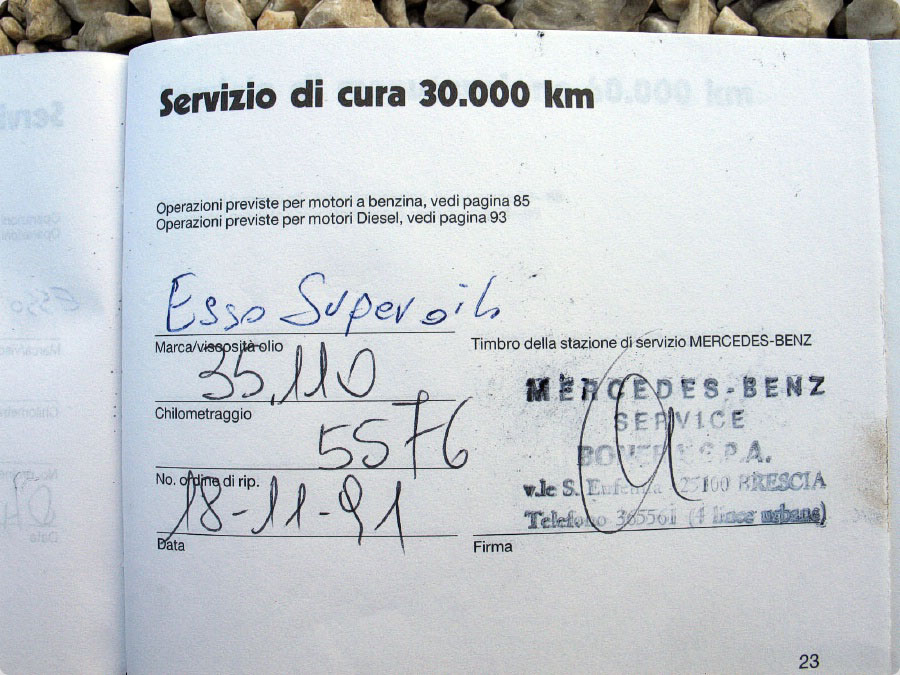 Servizio di cura 30.000 km
Operazioni previste per motori a benzina, vedi pagina 85
Operazioni previste per motori Diesel, vedi pagina 93
Esso Superoil
Marca/viscosità olio
Timbro della stazione di servizio MERCEDES-BENZ
35.110
MERCEDES-BENZ
Chilometraggio
SERVICE
5576
S.P.A.
No. ordine di rip.
v.le S. Eufemia 25100 BRESCIA
18-11-91
Telefono 365561 (4 linee urbane)
Data
Firma
23